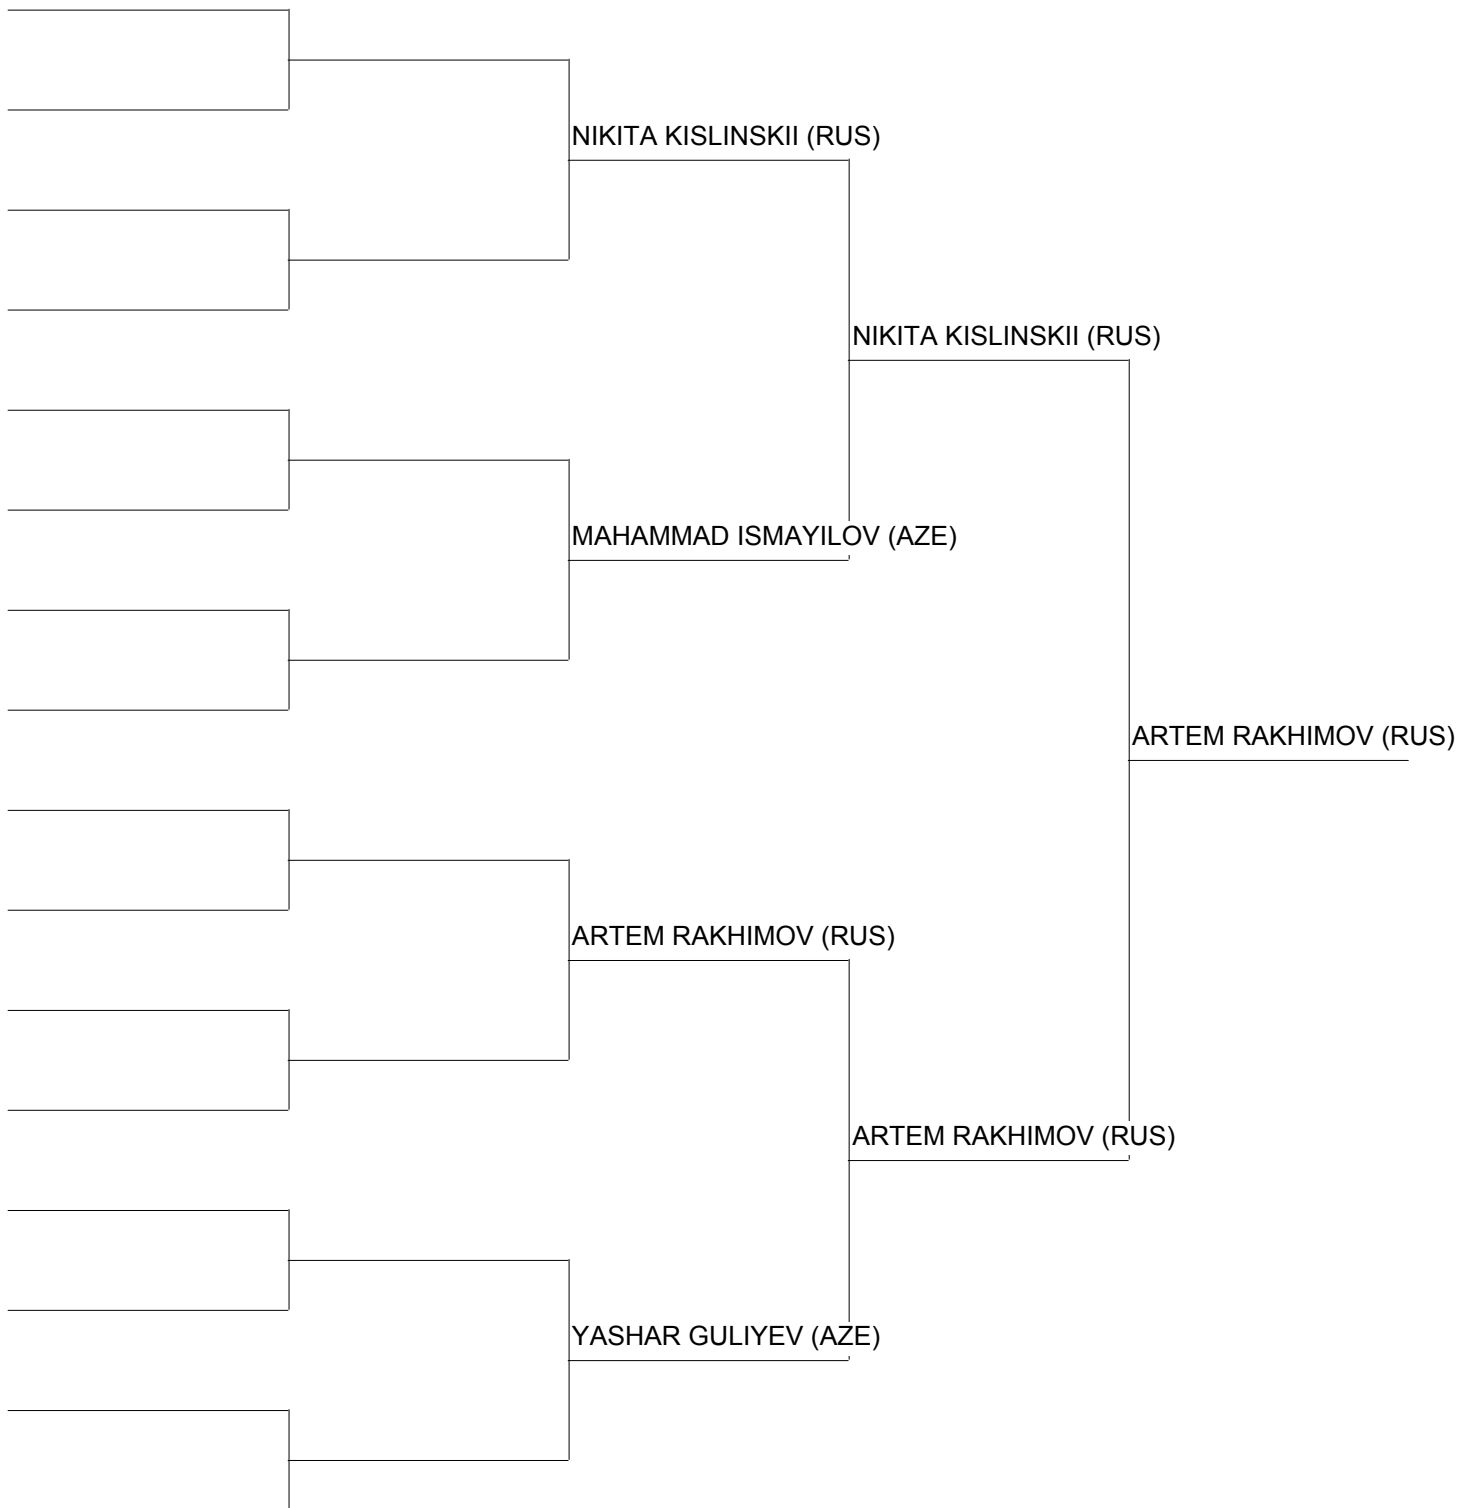 NIKITA KISLINSKII (RUS)
NIKITA KISLINSKII (RUS)
MAHAMMAD ISMAYILOV (AZE)
ARTEM RAKHIMOV (RUS)
ARTEM RAKHIMOV (RUS)
ARTEM RAKHIMOV (RUS)
YASHAR GULIYEV (AZE)